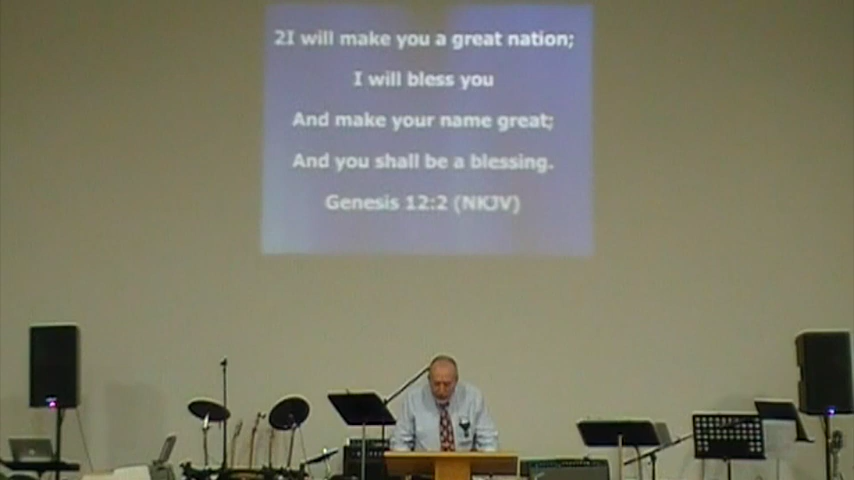 2I will make you a great nation;
I will bless you
And make your name great;
And you shall be a blessing.
Genesis 12:2 (NKJV)